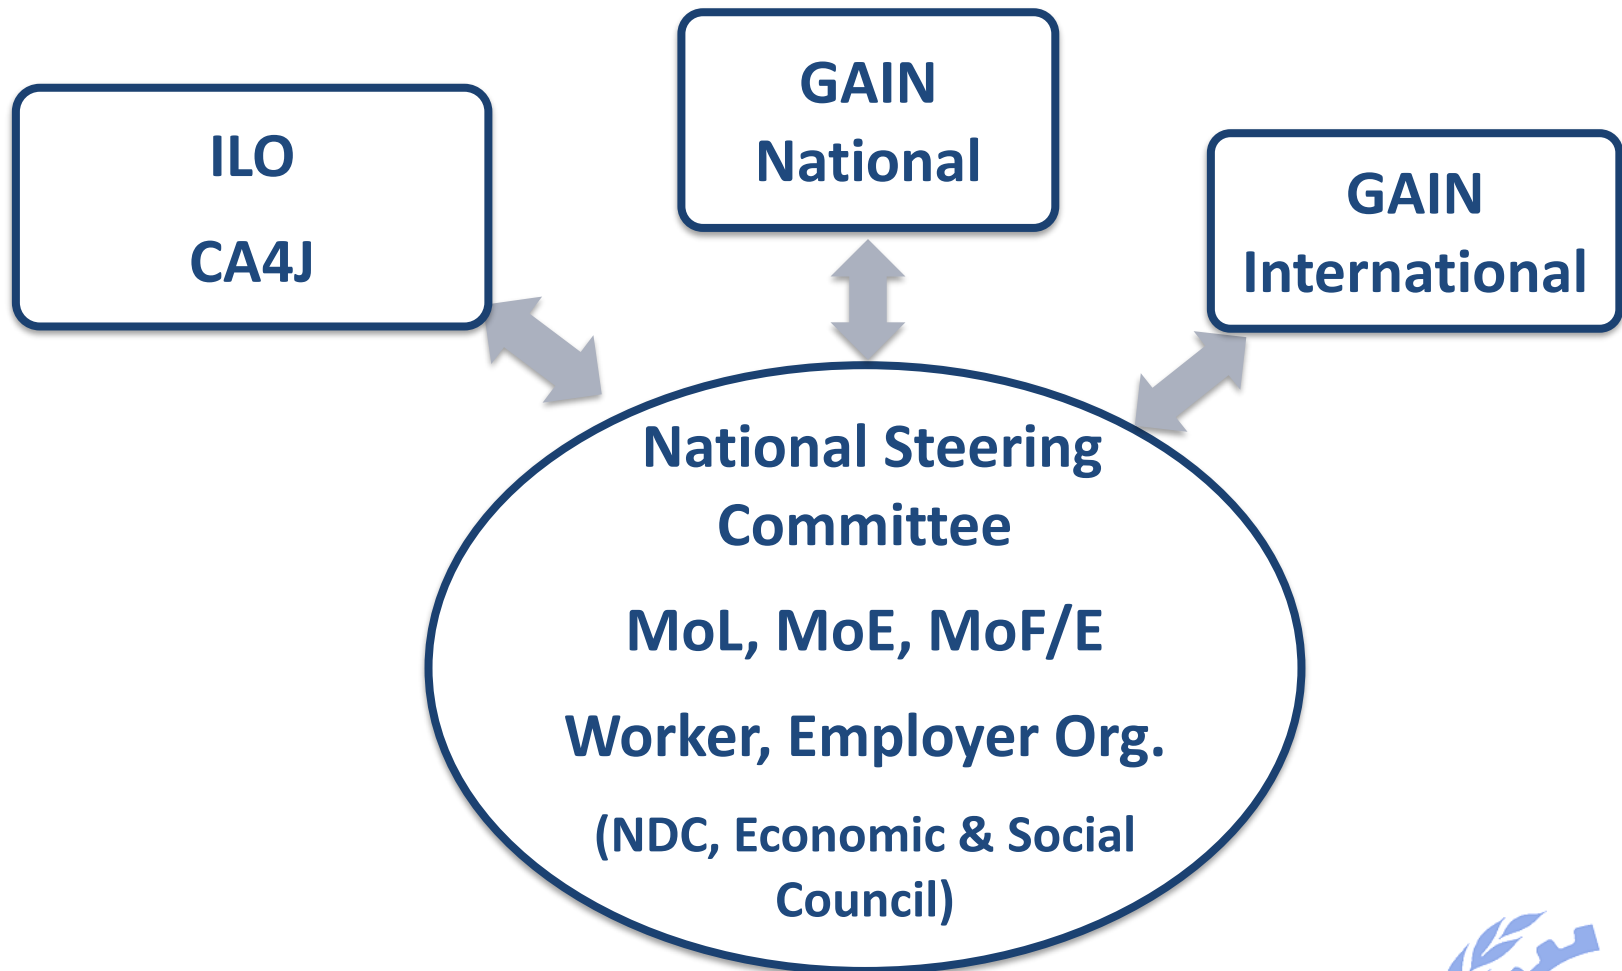 ILO
CA4J
GAIN
National
GAIN
International
National Steering
Committee
MoL, MoE, MoF/E
Worker, Employer Org.
(NDC, Economic & Social
Council)